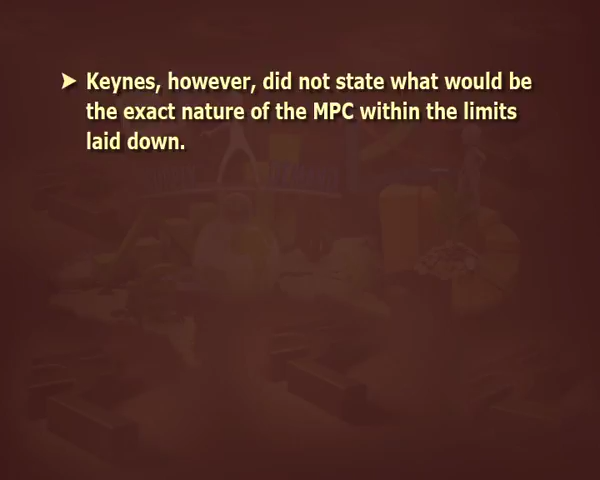 Keynes, however, did not state what would be
the exact nature of the MPC within the limits
laid down.